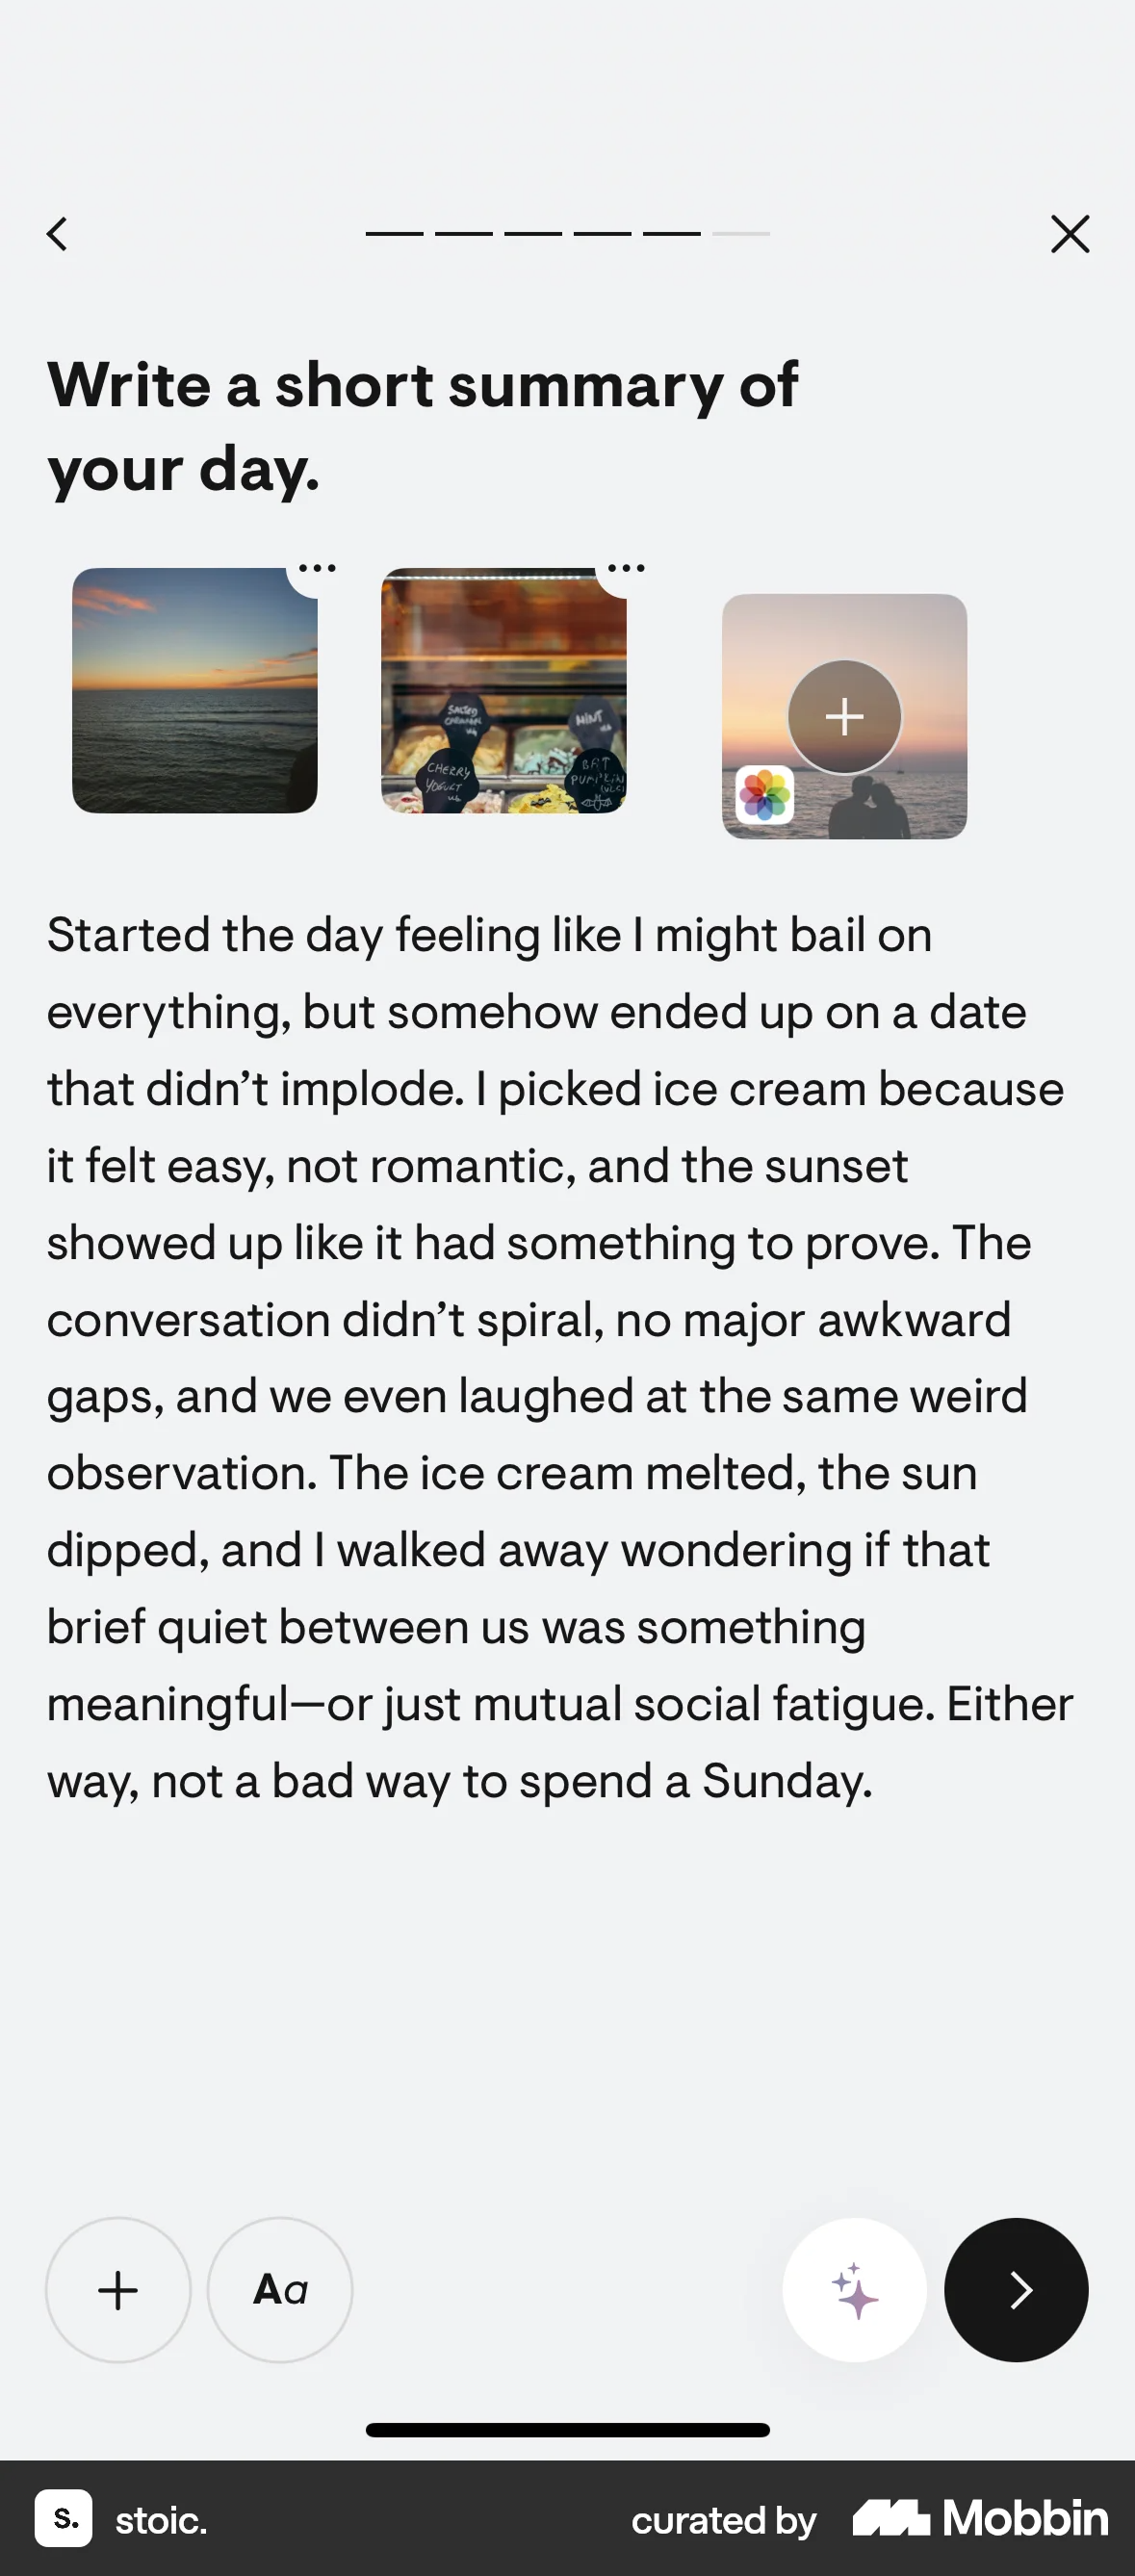 Write a short summary of
your day.
SALTED
CARAMEL
MINT
CHERRY
YOGURT
Started the day feeling like I might bail on
everything, but somehow ended up on a date
that didn’t implode. I picked ice cream because
it felt easy, not romantic, and the sunset
showed up like it had something to prove. The
conversation didn’t spiral, no major awkward
gaps, and we even laughed at the same weird
observation. The ice cream melted, the sun
dipped, and I walked away wondering if that
brief quiet between us was something
meaningful—or just mutual social fatigue. Either
way, not a bad way to spend a Sunday.
Aa
s. stoic.
curated by Mobbin